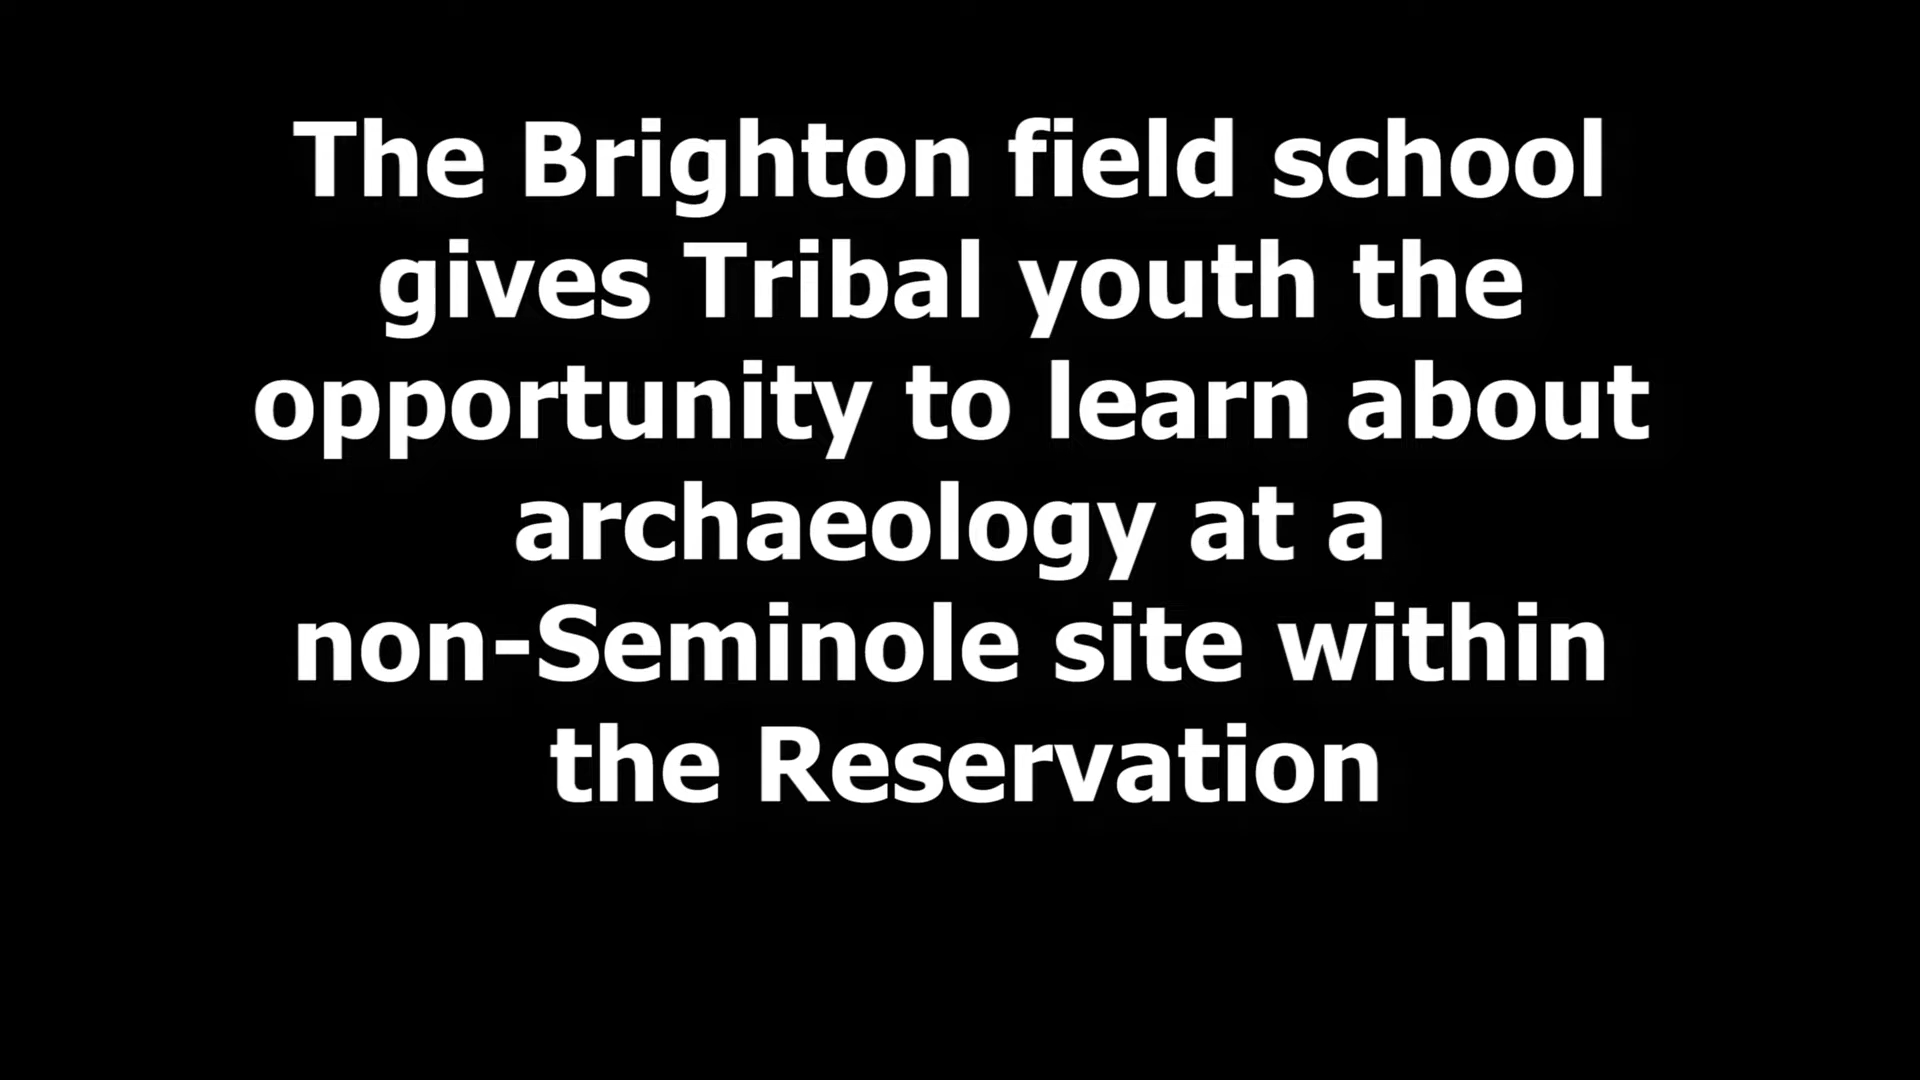 The Brighton field school
gives Tribal youth the
opportunity to learn about
archaeology at a
non-Seminole site within
the Reservation